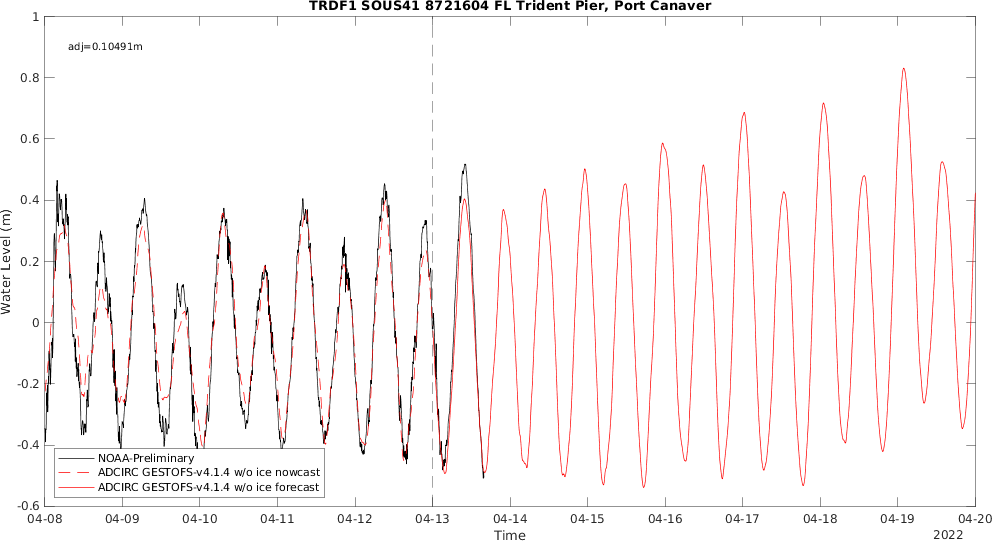 TRDF1 SOUS41 8721604 FL Trident Pier, Port Canaver
adj=0.10491m
1
0.8
0.6
0.4
0.2
0
-0.2
-0.4
-0.6
Water Level (m)
NOAA-Preliminary
ADCIRC GESTOFS-v4.1.4 w/o ice nowcast
ADCIRC GESTOFS-v4.1.4 w/o ice forecast
04-08 04-09 04-10 04-11 04-12 04-13 04-14 04-15 04-16 04-17 04-18 04-19 04-20
Time
2022